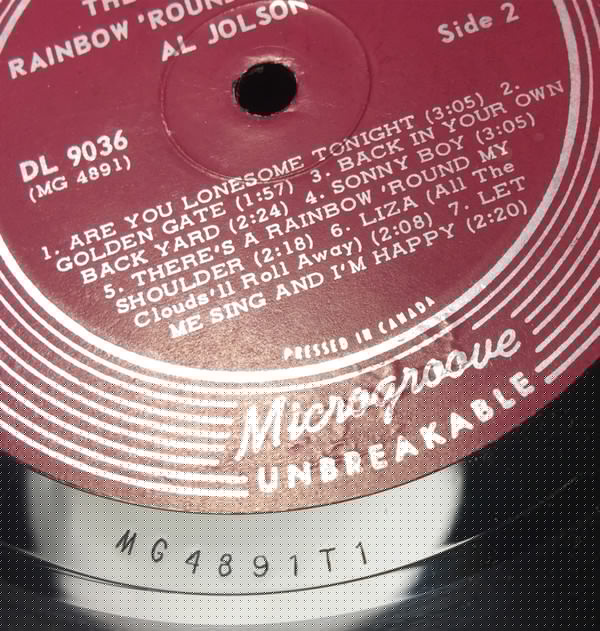 RAINBOW 'ROUN
AL JOLSON
Side 2
DL 9036
(MG 4891)
1. ARE YOU LONESOME TONIGHT (3:05) 2.
GOLDEN GATE (1:57) 3. BACK IN YOUR OWN
BACK YARD (2:24) 4. SONNY BOY (3:05)
5. THERE'S A RAINBOW 'ROUND MY
SHOULDER (2:18) 6. LIZA (All The
Clouds'll Roll Away) (2:08) 7. LET
ME SING AND I'M HAPPY (2:20)
PRESSED IN CANADA
Microgroove
UNBREAKABLE
MG4891T1